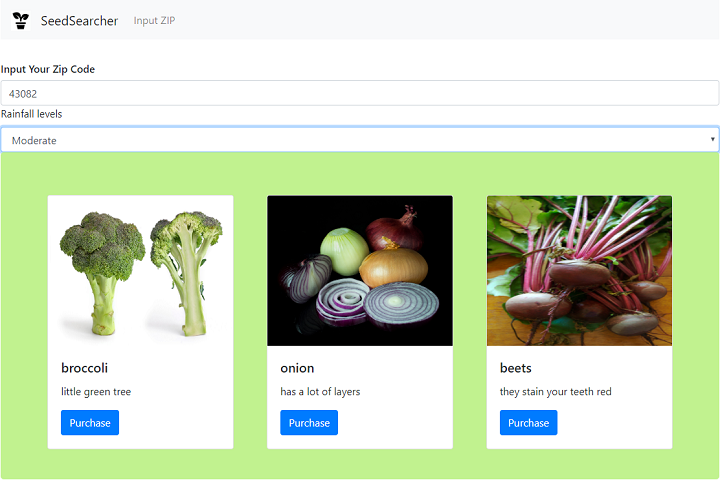 SeedSearcher Input ZIP
Input Your Zip Code
43082
Rainfall levels
Moderate
broccoli
little green tree
Purchase
onion
has a lot of layers
Purchase
beets
they stain your teeth red
Purchase